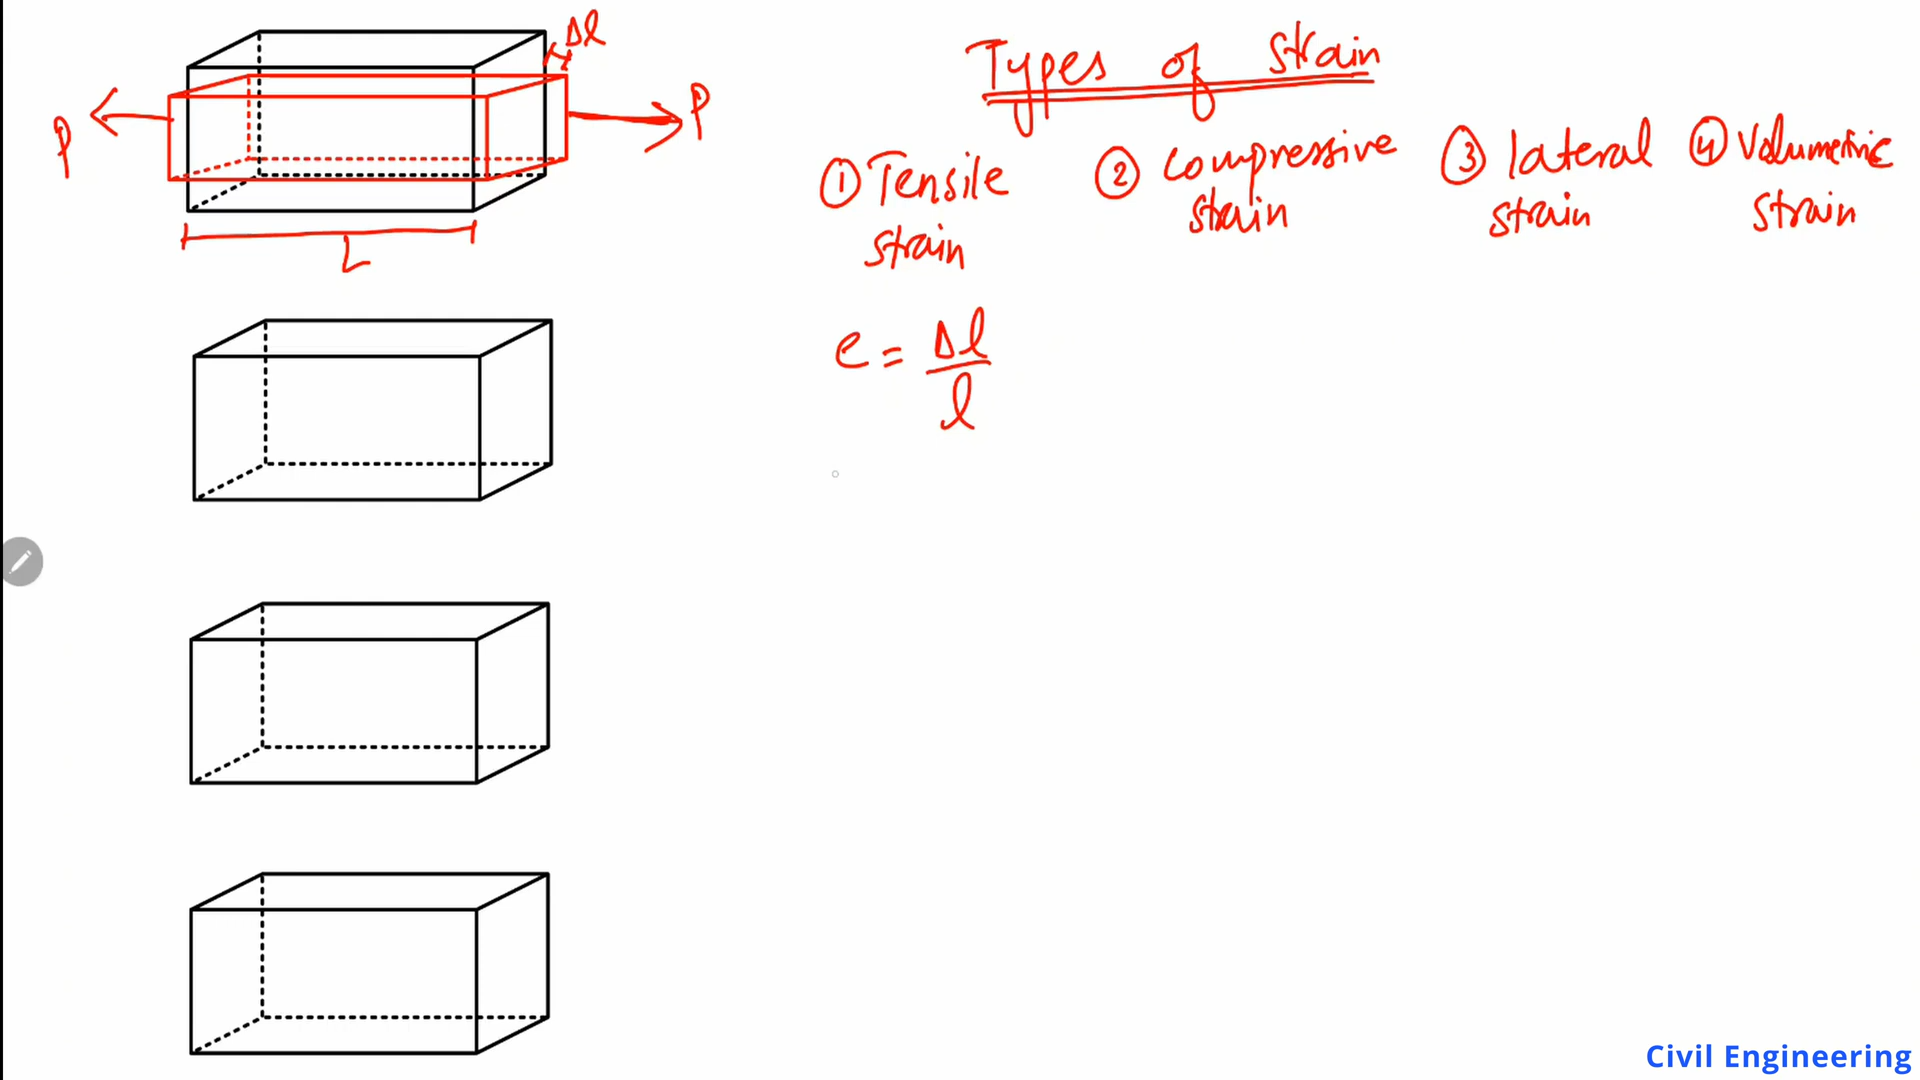 Δl
P
P
L
Types of strain
① Tensile strain
② compressive strain
③ lateral strain
④ Volumetric strain
e = Δl / l
Civil Engineering